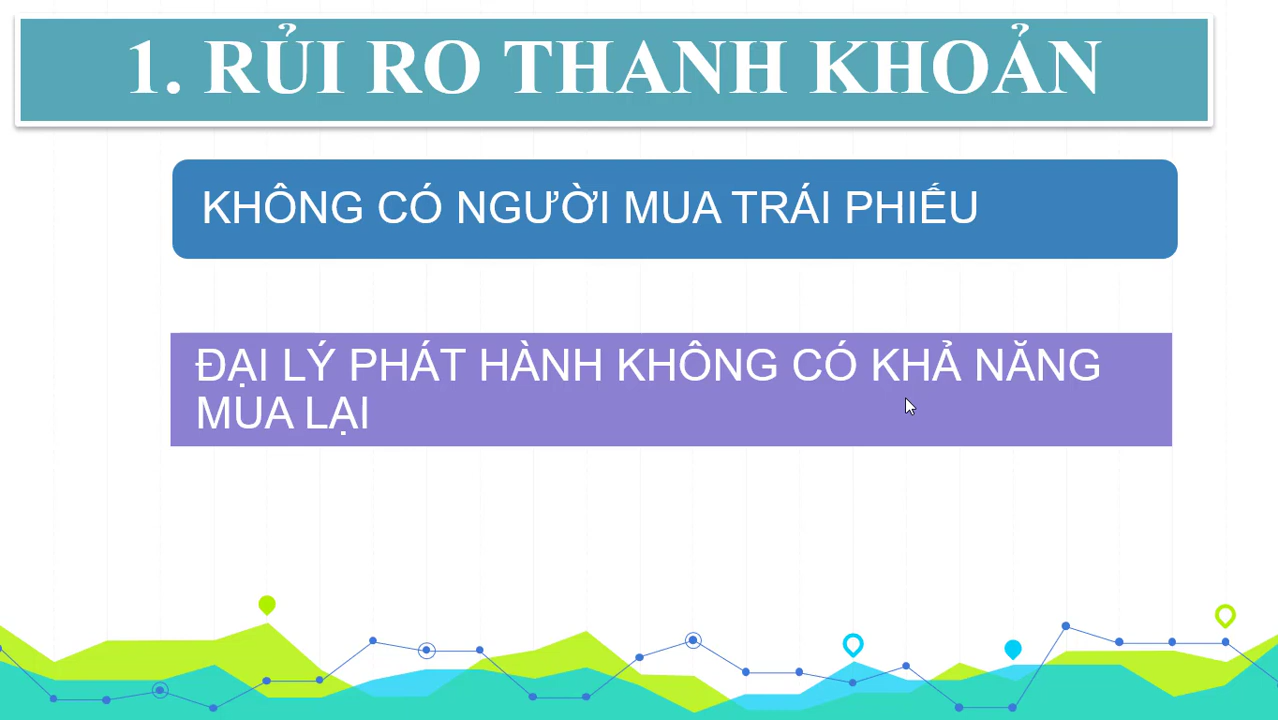 1. RỦI RO THANH KHOẢN
KHÔNG CÓ NGƯỜI MUA TRÁI PHIẾU
ĐẠI LÝ PHÁT HÀNH KHÔNG CÓ KHẢ NĂNG
MUA LẠI